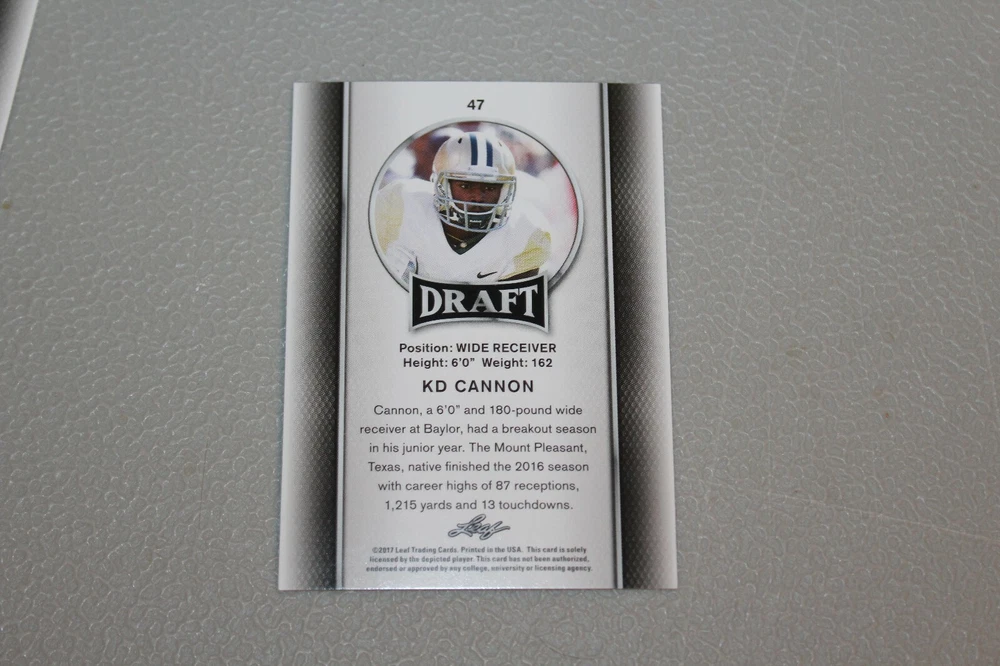 47
DRAFT
Position: WIDE RECEIVER
Height: 6'0" Weight: 162
KD CANNON
Cannon, a 6'0" and 180-pound wide
receiver at Baylor, had a breakout season
in his junior year. The Mount Pleasant,
Texas, native finished the 2016 season
with career highs of 87 receptions,
1,215 yards and 13 touchdowns.
Leaf
©2017 Leaf Trading Cards. Printed in the USA. This card is solely
licensed by the depicted player. This card has not been authorized,
endorsed or approved by any college, university or licensing agency.